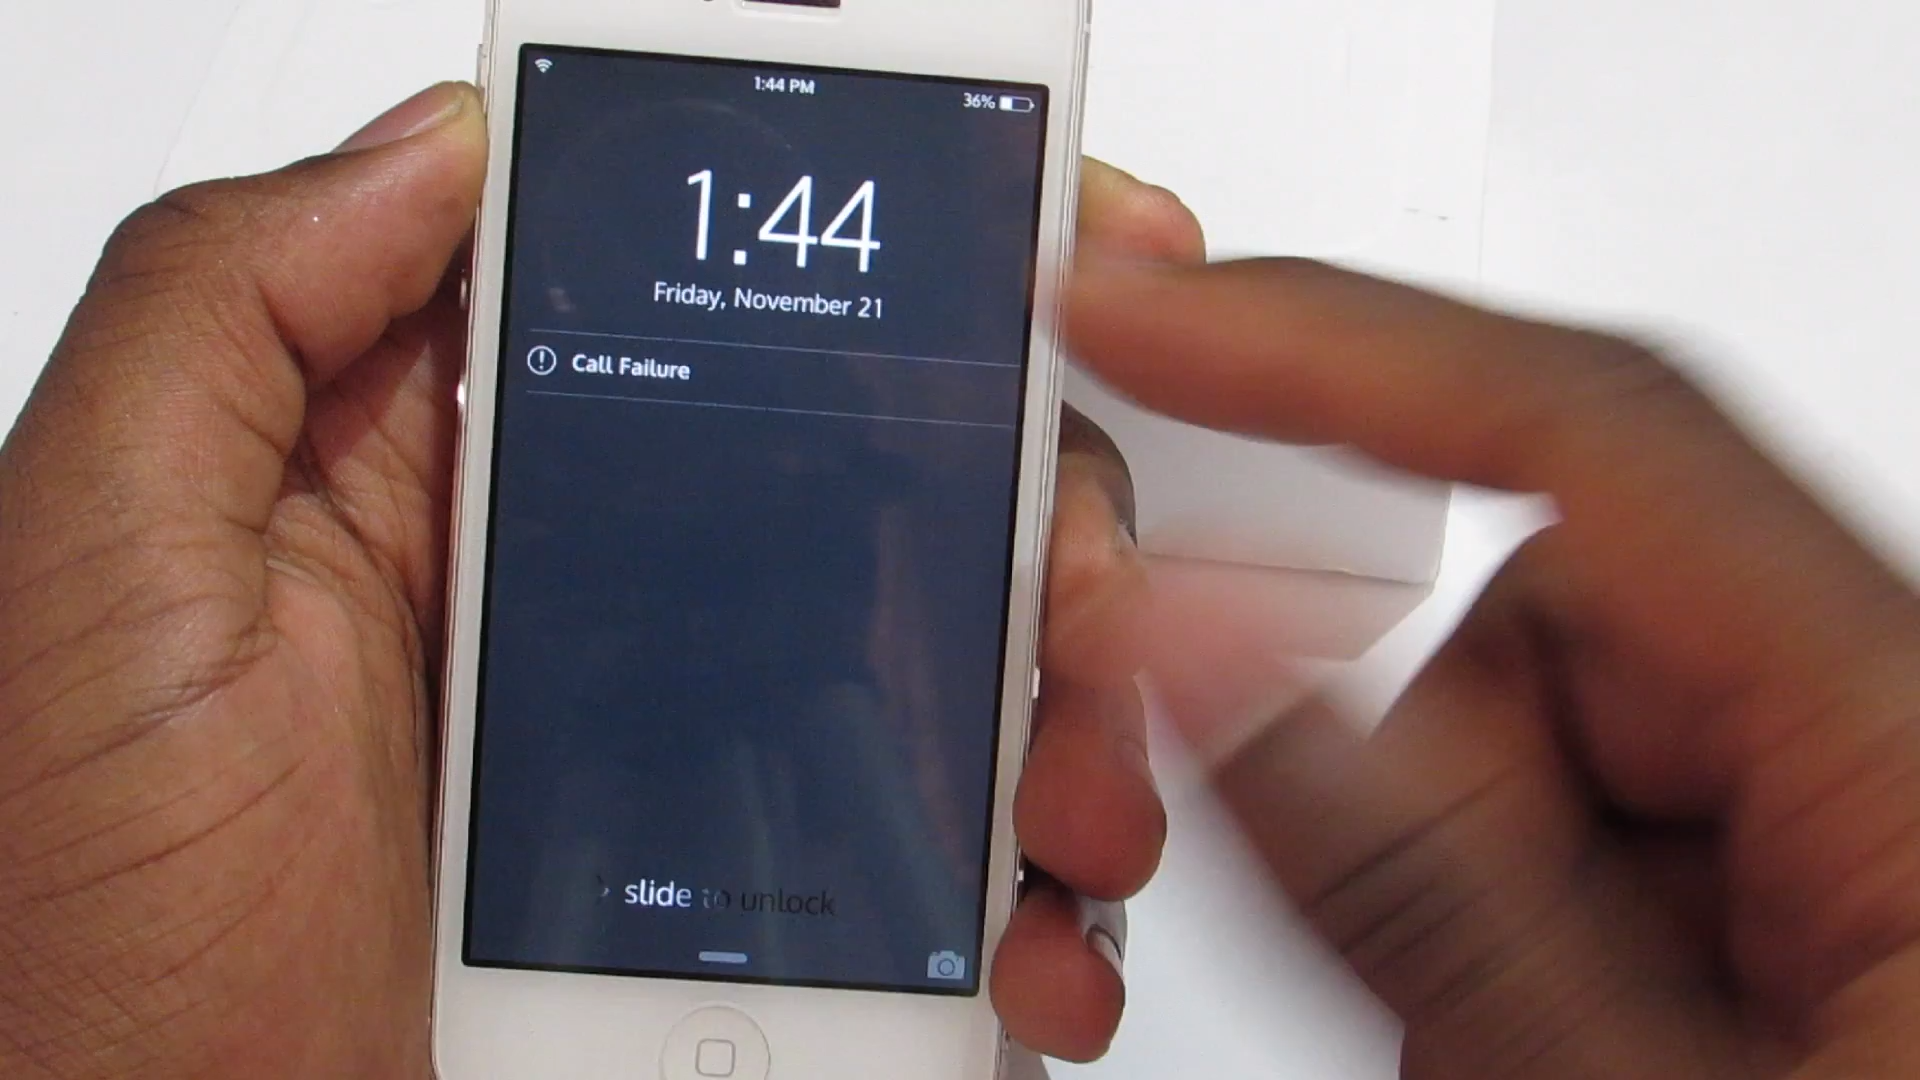 1:44 PM
36%
1:44
Friday, November 21
Call Failure
slide to unlock